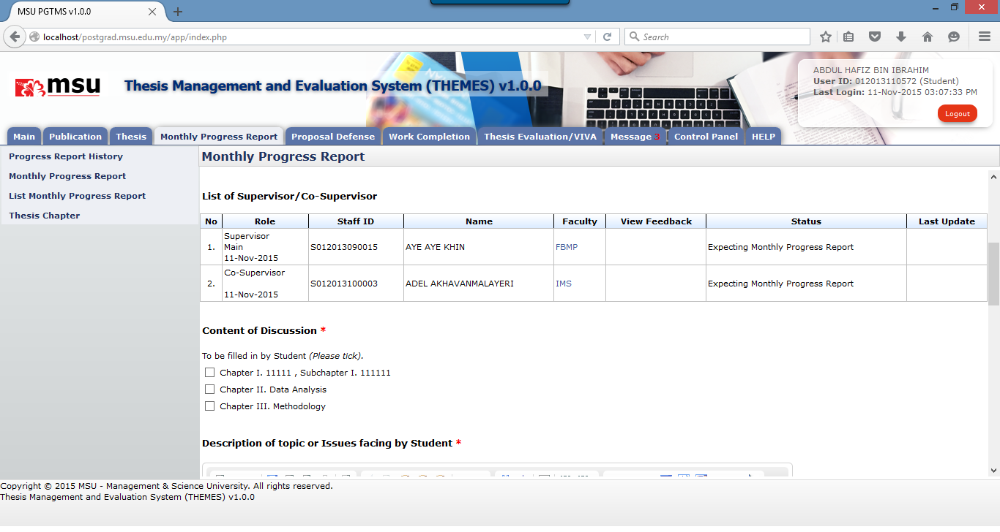 MSU PGTMS v1.0.0
localhost/postgrad.msu.edu.my/app/index.php
Search
msu
Thesis Management and Evaluation System (THEMES) v1.0.0
ABDUL HAFIZ BIN IBRAHIM
User ID: 012013110572 (Student)
Last Login: 11-Nov-2015 03:07:33 PM
Logout
Main Publication Thesis Monthly Progress Report Proposal Defense Work Completion Thesis Evaluation/VIVA Message 3 Control Panel HELP
Progress Report History
Monthly Progress Report
List Monthly Progress Report
Thesis Chapter
Monthly Progress Report
List of Supervisor/Co-Supervisor
No Role Staff ID Name Faculty View Feedback Status Last Update
Supervisor
1. Main S012013090015 AYE AYE KHIN FBMP Expecting Monthly Progress Report
11-Nov-2015
Co-Supervisor
2. S012013100003 ADEL AKHAVANMALAYERI IMS Expecting Monthly Progress Report
11-Nov-2015
Content of Discussion *
To be filled in by Student (Please tick).
Chapter I. 11111 , Subchapter I. 111111
Chapter II. Data Analysis
Chapter III. Methodology
Description of topic or Issues facing by Student *
Copyright © 2015 MSU - Management & Science University. All rights reserved.
Thesis Management and Evaluation System (THEMES) v1.0.0